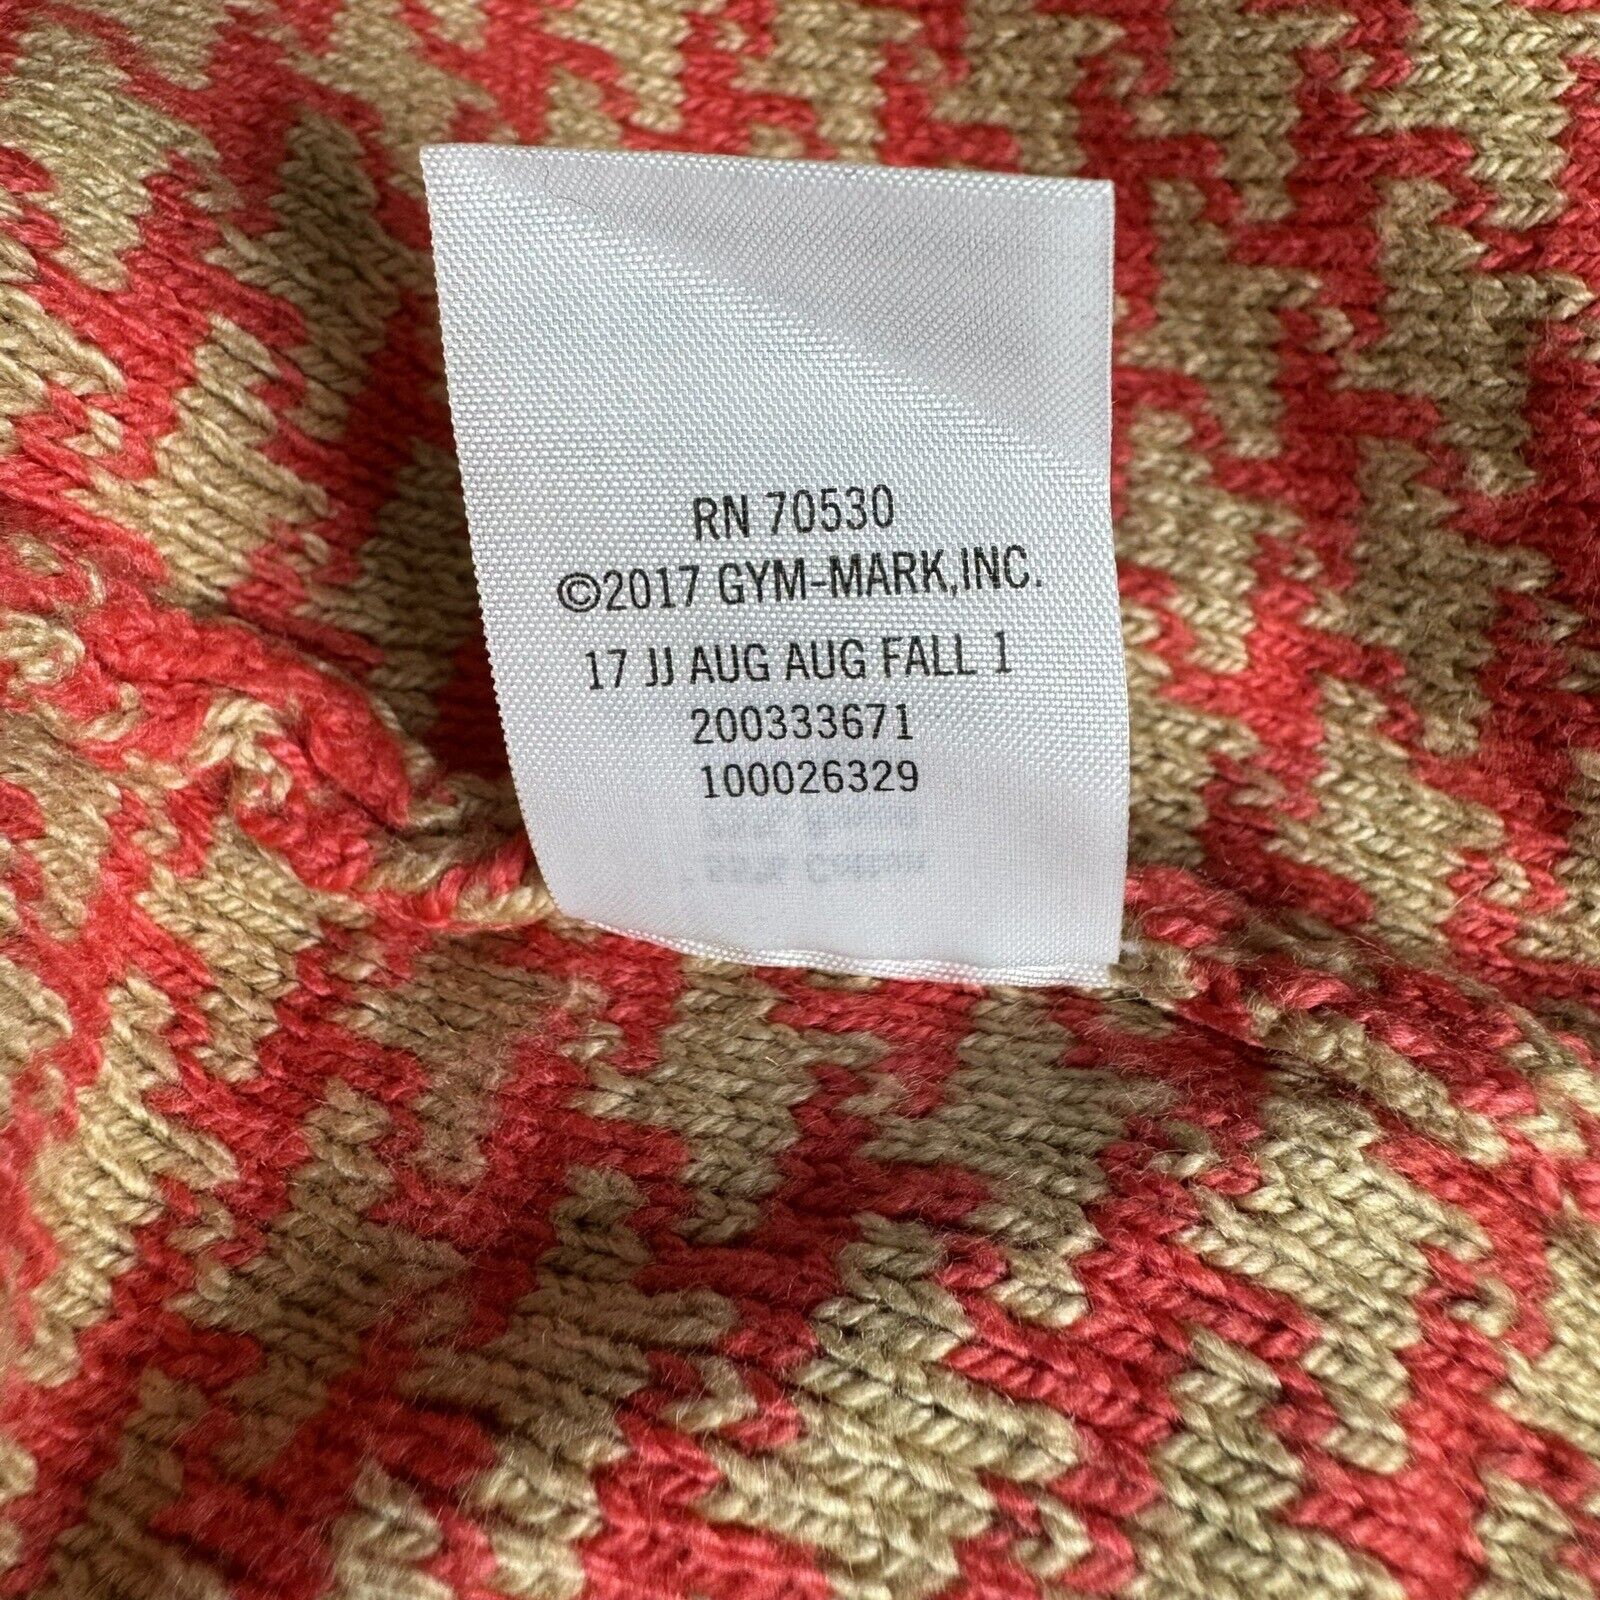 RN 70530
©2017 GYM-MARK,INC.
17 JJ AUG AUG FALL 1
200333671
100026329